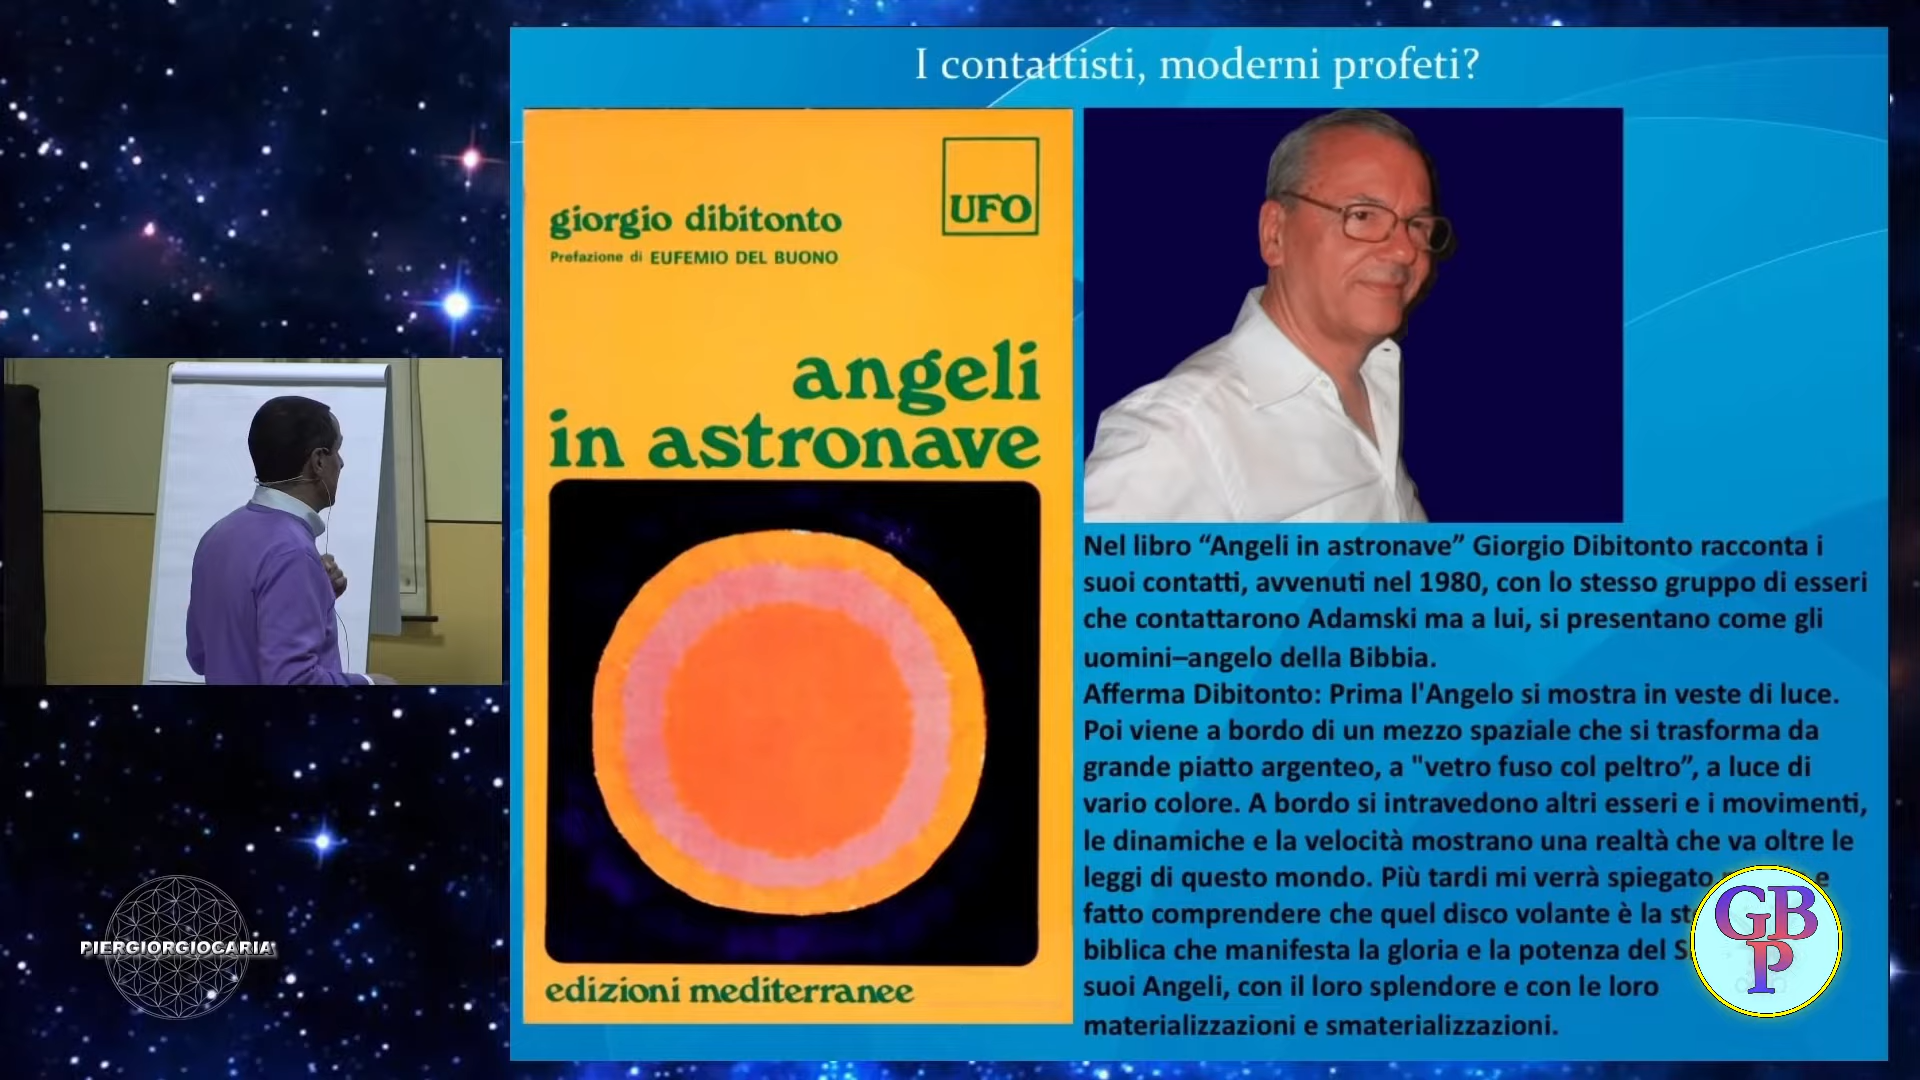 I contattisti, moderni profeti?
UFO
giorgio dibitonto
Prefazione di EUFEMIO DEL BUONO
angeli
in astronave
edizioni mediterranee
Nel libro “Angeli in astronave” Giorgio Dibitonto racconta i
suoi contatti, avvenuti nel 1980, con lo stesso gruppo di esseri
che contattarono Adamski ma a lui, si presentano come gli
uomini–angelo della Bibbia.
Afferma Dibitonto: Prima l'Angelo si mostra in veste di luce.
Poi viene a bordo di un mezzo spaziale che si trasforma da
grande piatto argenteo, a "vetro fuso col peltro”, a luce di
vario colore. A bordo si intravedono altri esseri e i movimenti,
le dinamiche e la velocità mostrano una realtà che va oltre le
leggi di questo mondo. Più tardi mi verrà spiegato e
fatto comprendere che quel disco volante è la
biblica che manifesta la gloria e la potenza del
suoi Angeli, con il loro splendore e con le loro
materializzazioni e smaterializzazioni.
PIERGIORGIOCARIA
GBP